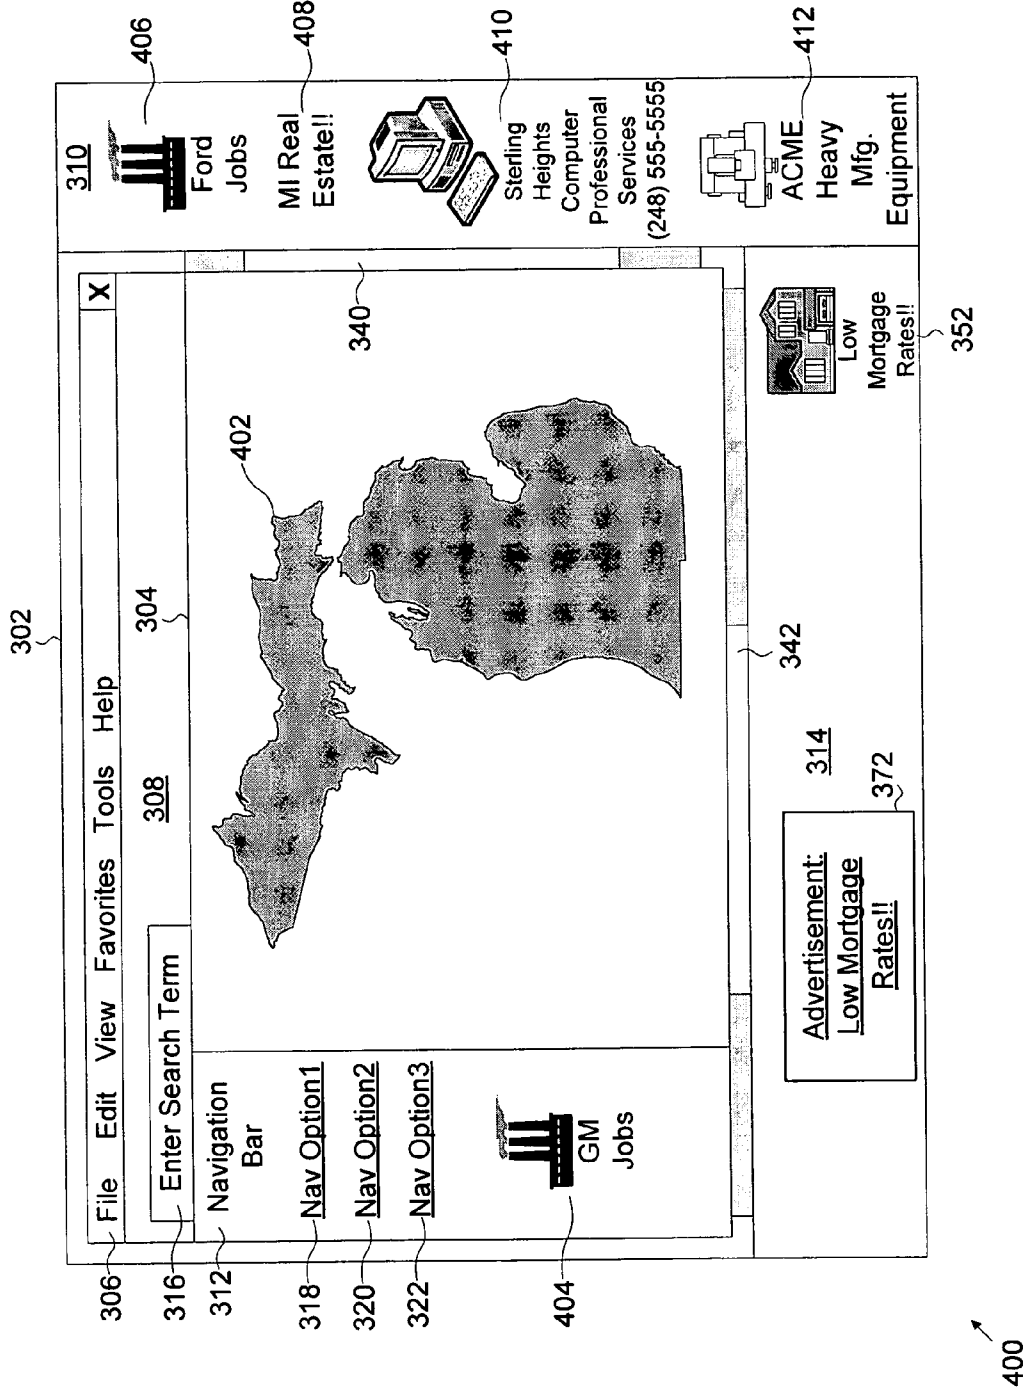 302
304
306
File Edit View Favorites Tools Help X
308
316
Enter Search Term
312
Navigation
Bar
318
Nav Option1
320
Nav Option2
322
Nav Option3
404
GM
Jobs
402
340
342
310
406
Ford
Jobs
408
MI Real
Estate!!
410
Sterling
Heights
Computer
Professional
Services
(248) 555-5555
412
ACME
Heavy
Mfg.
Equipment
314
372
Advertisement:
Low Mortgage
Rates!!
Low
Mortgage
Rates!!
352
400